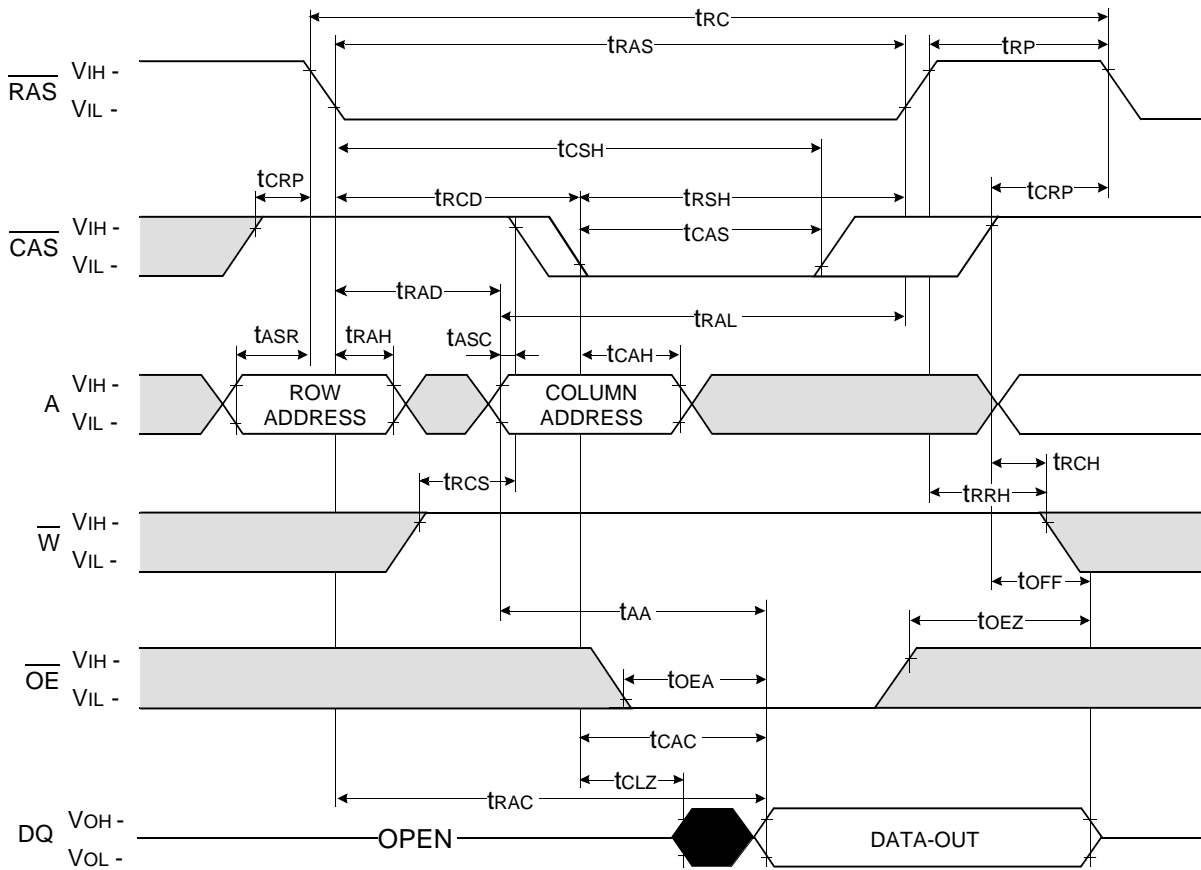 tRC
tRAS
tRP
RAS
VIH -
VIL -
tCSH
tCRP
tRCD
tRSH
tCRP
CAS
VIH -
VIL -
tCAS
tRAD
tRAL
tASR
tRAH
tASC
tCAH
A
VIH -
VIL -
ROW
ADDRESS
COLUMN
ADDRESS
tRCS
tRCH
tRRH
W
VIH -
VIL -
tOFF
tAA
tOEZ
OE
VIH -
VIL -
tOEA
tCAC
tCLZ
tRAC
DQ
VOH -
VOL -
OPEN
DATA-OUT